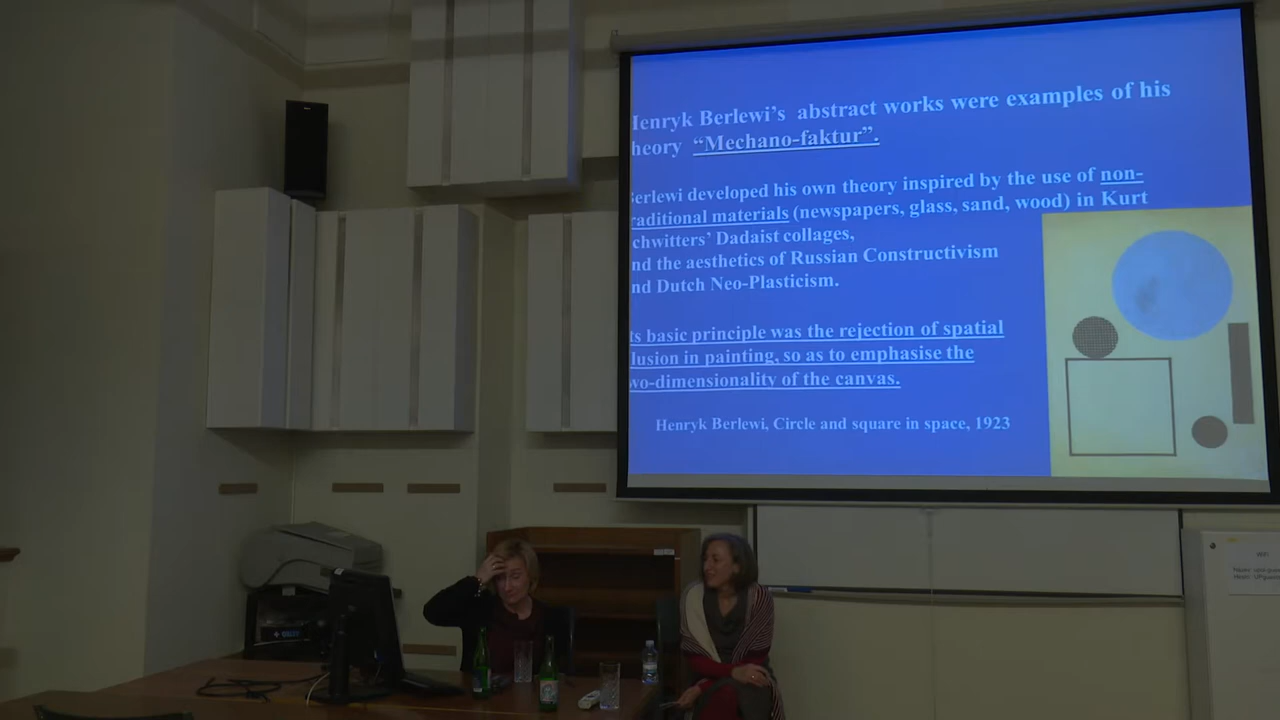 lenryk Berlewi's abstract works were examples of his
heory “Mechano-faktur”.
erlewi developed his own theory inspired by the use of non-
raditional materials (newspapers, glass, sand, wood) in Kurt
chwitters’ Dadaist collages,
nd the aesthetics of Russian Constructivism
nd Dutch Neo-Plasticism.
ts basic principle was the rejection of spatial
lusion in painting, so as to emphasise the
wo-dimensionality of the canvas.
Henryk Berlewi, Circle and square in space, 1923